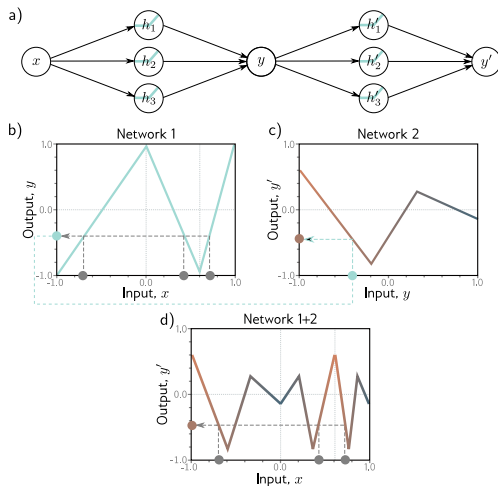 a)
h₁ h′₁
x h₂ y h′₂ y′
h₃ h′₃
b) Network 1
Output, y
1.0
0.0
-1.0
-1.0 0.0 1.0
Input, x
c) Network 2
Output, y′
1.0
0.0
-1.0
-1.0 0.0 1.0
Input, y
d) Network 1+2
Output, y′
1.0
0.0
-1.0
-1.0 0.0 1.0
Input, x